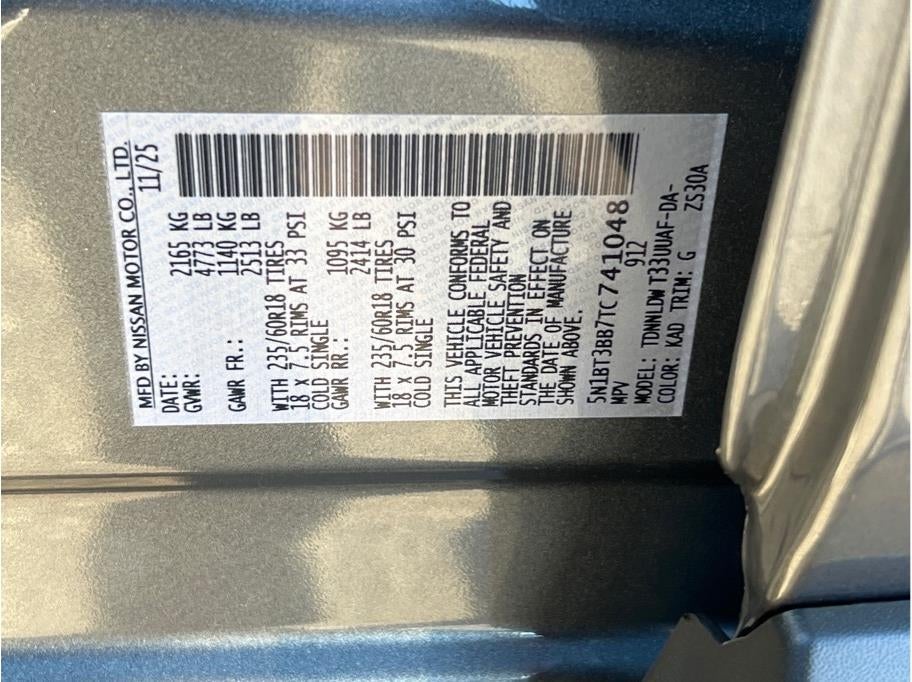 MFD BY NISSAN MOTOR CO., LTD.
DATE: 11/25
GVWR: 2165 KG
4773 LB
GAWR FR.: 1140 KG
2513 LB
WITH 235/60R18 TIRES
18 x 7.5 RIMS AT 33 PSI
COLD SINGLE
GAWR RR.: 1095 KG
2414 LB
WITH 235/60R18 TIRES
18 x 7.5 RIMS AT 30 PSI
COLD SINGLE
THIS VEHICLE CONFORMS TO
ALL APPLICABLE FEDERAL
MOTOR VEHICLE SAFETY AND
THEFT PREVENTION
STANDARDS IN EFFECT ON
THE DATE OF MANUFACTURE
SHOWN ABOVE.
5N1BT3BB7TC741048
MPV 912
MODEL: TDNNLDW T33UUAF-DA-
COLOR: KAD TRIM: G ZS30A